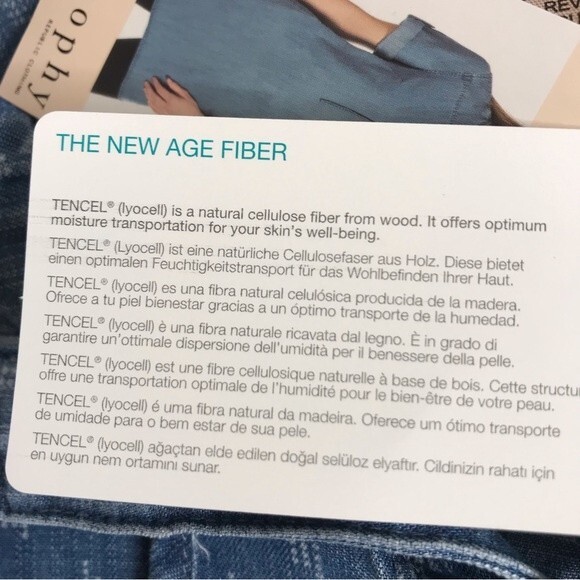 ophy
REPUBLIC CLOTHING
REV
THE NEW AGE FIBER
TENCEL® (lyocell) is a natural cellulose fiber from wood. It offers optimum
moisture transportation for your skin's well-being.
TENCEL® (Lyocell) ist eine natürliche Cellulosefaser aus Holz. Diese bietet
einen optimalen Feuchtigkeitstransport für das Wohlbefinden Ihrer Haut.
TENCEL® (lyocell) es una fibra natural celulósica producida de la madera.
Ofrece a tu piel bienestar gracias a un óptimo transporte de la humedad.
TENCEL® (lyocell) è una fibra naturale ricavata dal legno. È in grado di
garantire un'ottimale dispersione dell'umidità per il benessere della pelle.
TENCEL® (lyocell) est une fibre cellulosique naturelle à base de bois. Cette structu
offre une transportation optimale de l'humidité pour le bien-être de votre peau.
TENCEL® (lyocell) é uma fibra natural da madeira. Oferece um ótimo transporte
de umidade para o bem estar de sua pele.
TENCEL® (lyocell) ağaçtan elde edilen doğal selüloz elyaftır. Cildinizin rahatı için
en uygun nem ortamını sunar.